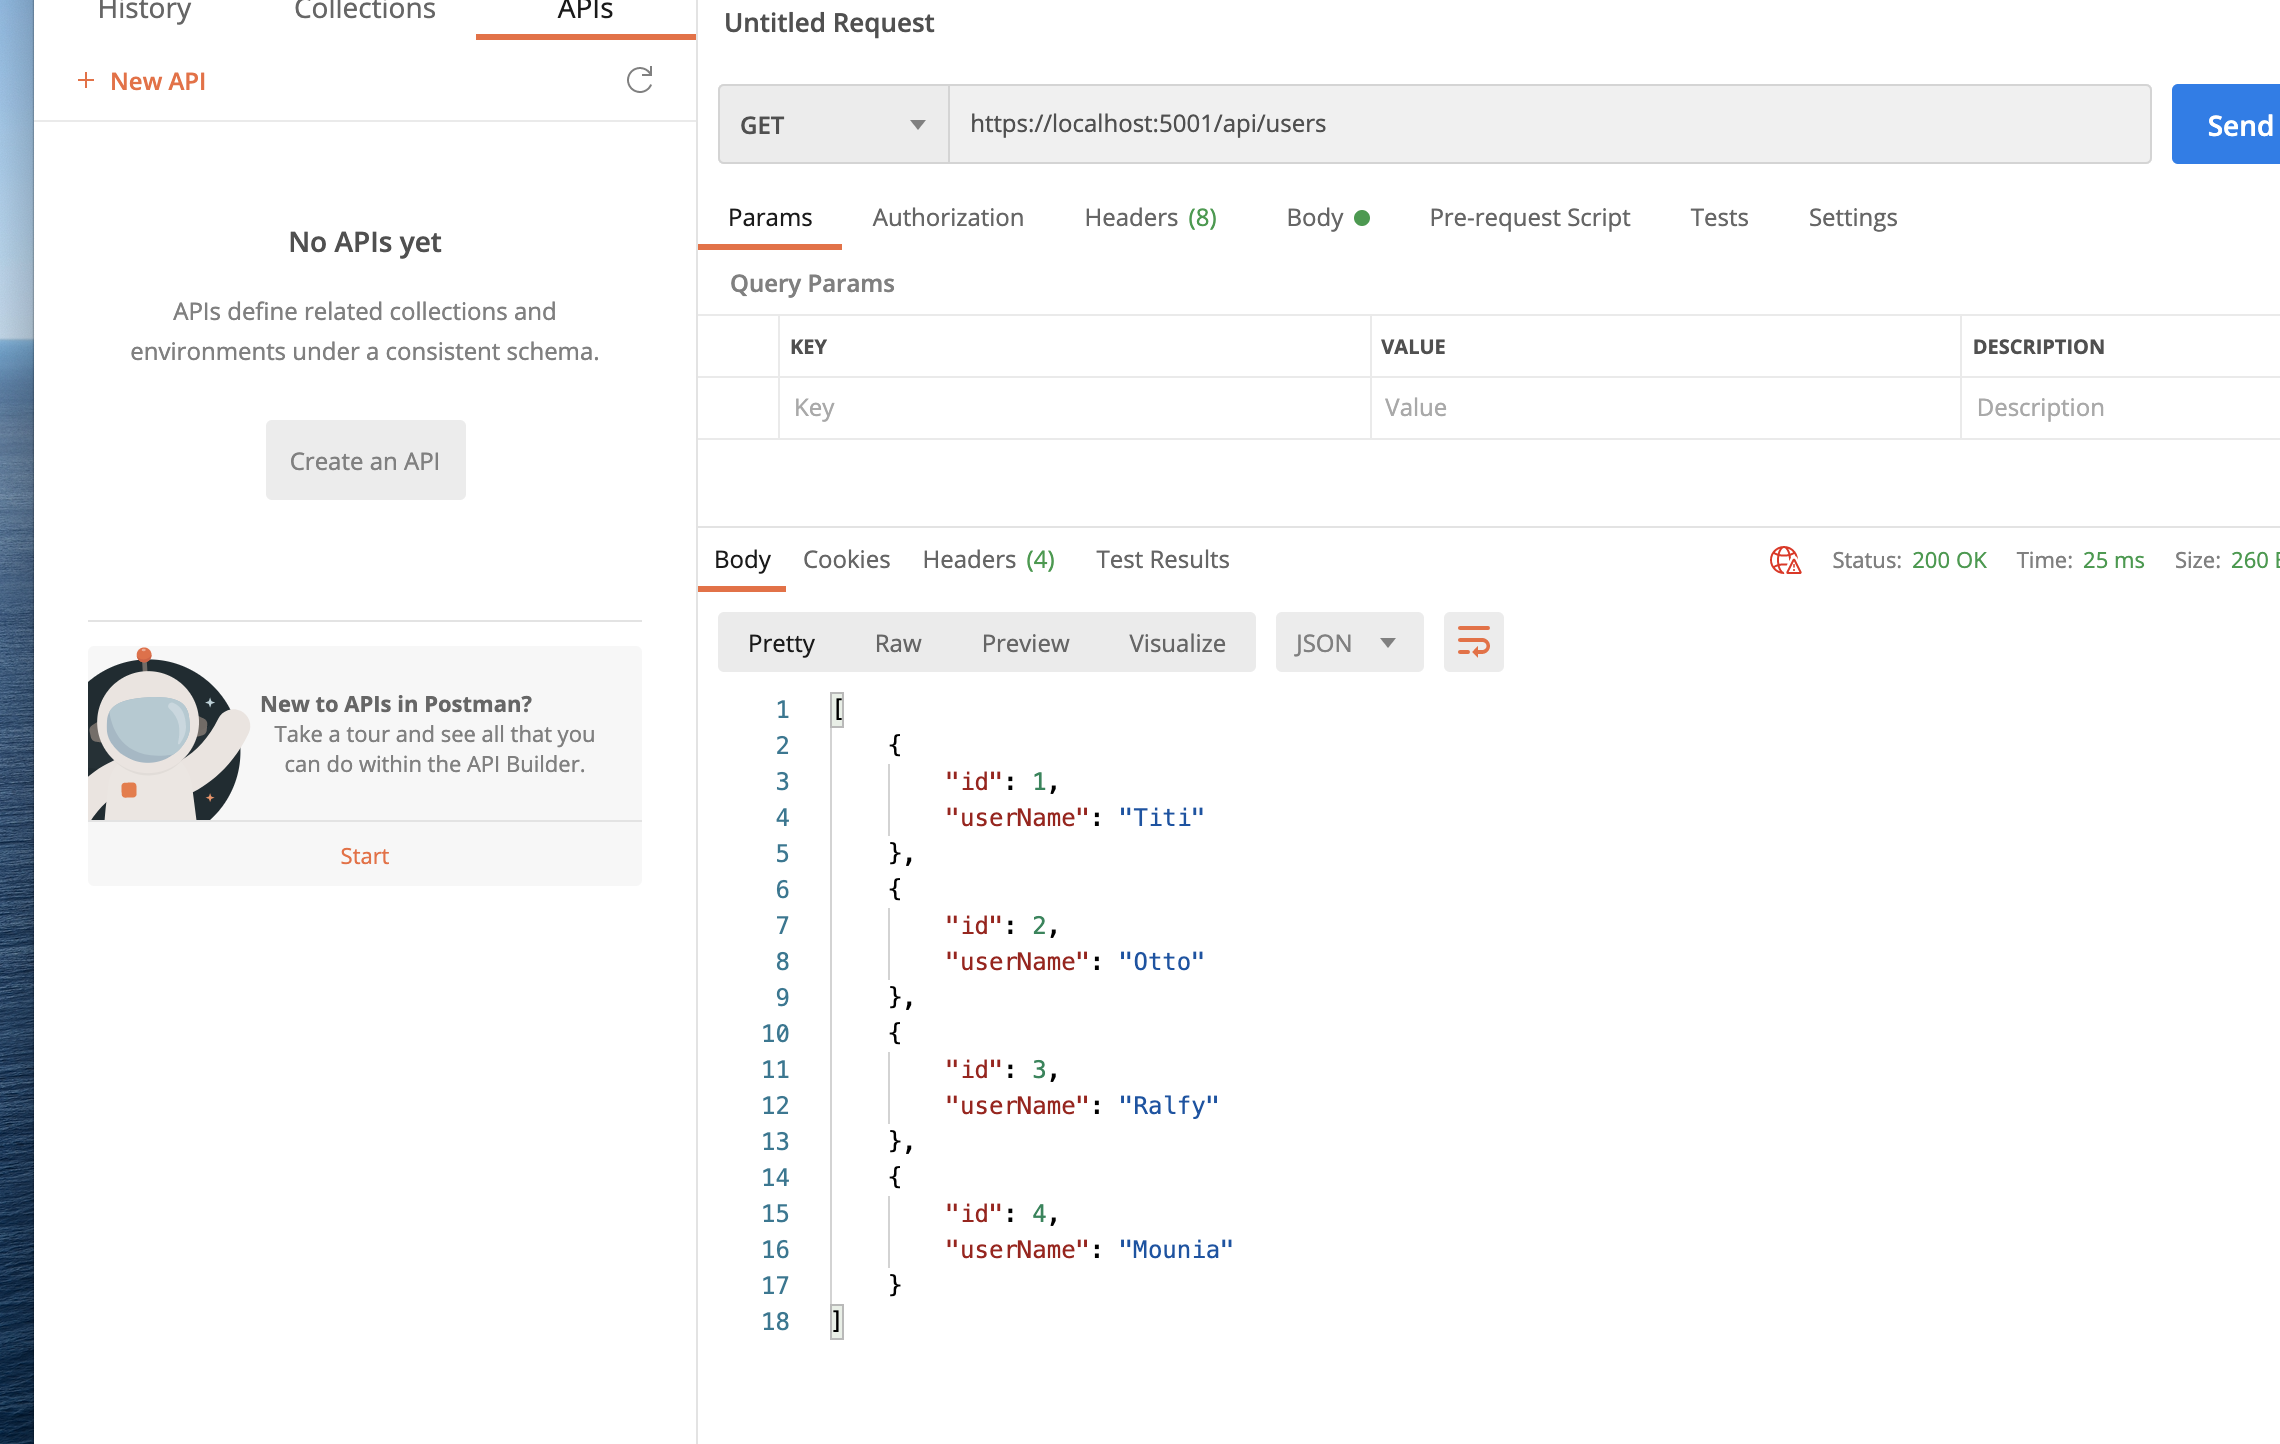 History Collections APIs
+ New API
No APIs yet
APIs define related collections and
environments under a consistent schema.
Create an API
New to APIs in Postman?
Take a tour and see all that you
can do within the API Builder.
Start
Untitled Request
GET https://localhost:5001/api/users Send
Params Authorization Headers (8) Body Pre-request Script Tests Settings
Query Params
KEY VALUE DESCRIPTION
Key Value Description
Body Cookies Headers (4) Test Results Status: 200 OK Time: 25 ms Size: 260
Pretty Raw Preview Visualize JSON
1 [
2 {
3 "id": 1,
4 "userName": "Titi"
5 },
6 {
7 "id": 2,
8 "userName": "Otto"
9 },
10 {
11 "id": 3,
12 "userName": "Ralfy"
13 },
14 {
15 "id": 4,
16 "userName": "Mounia"
17 }
18 ]